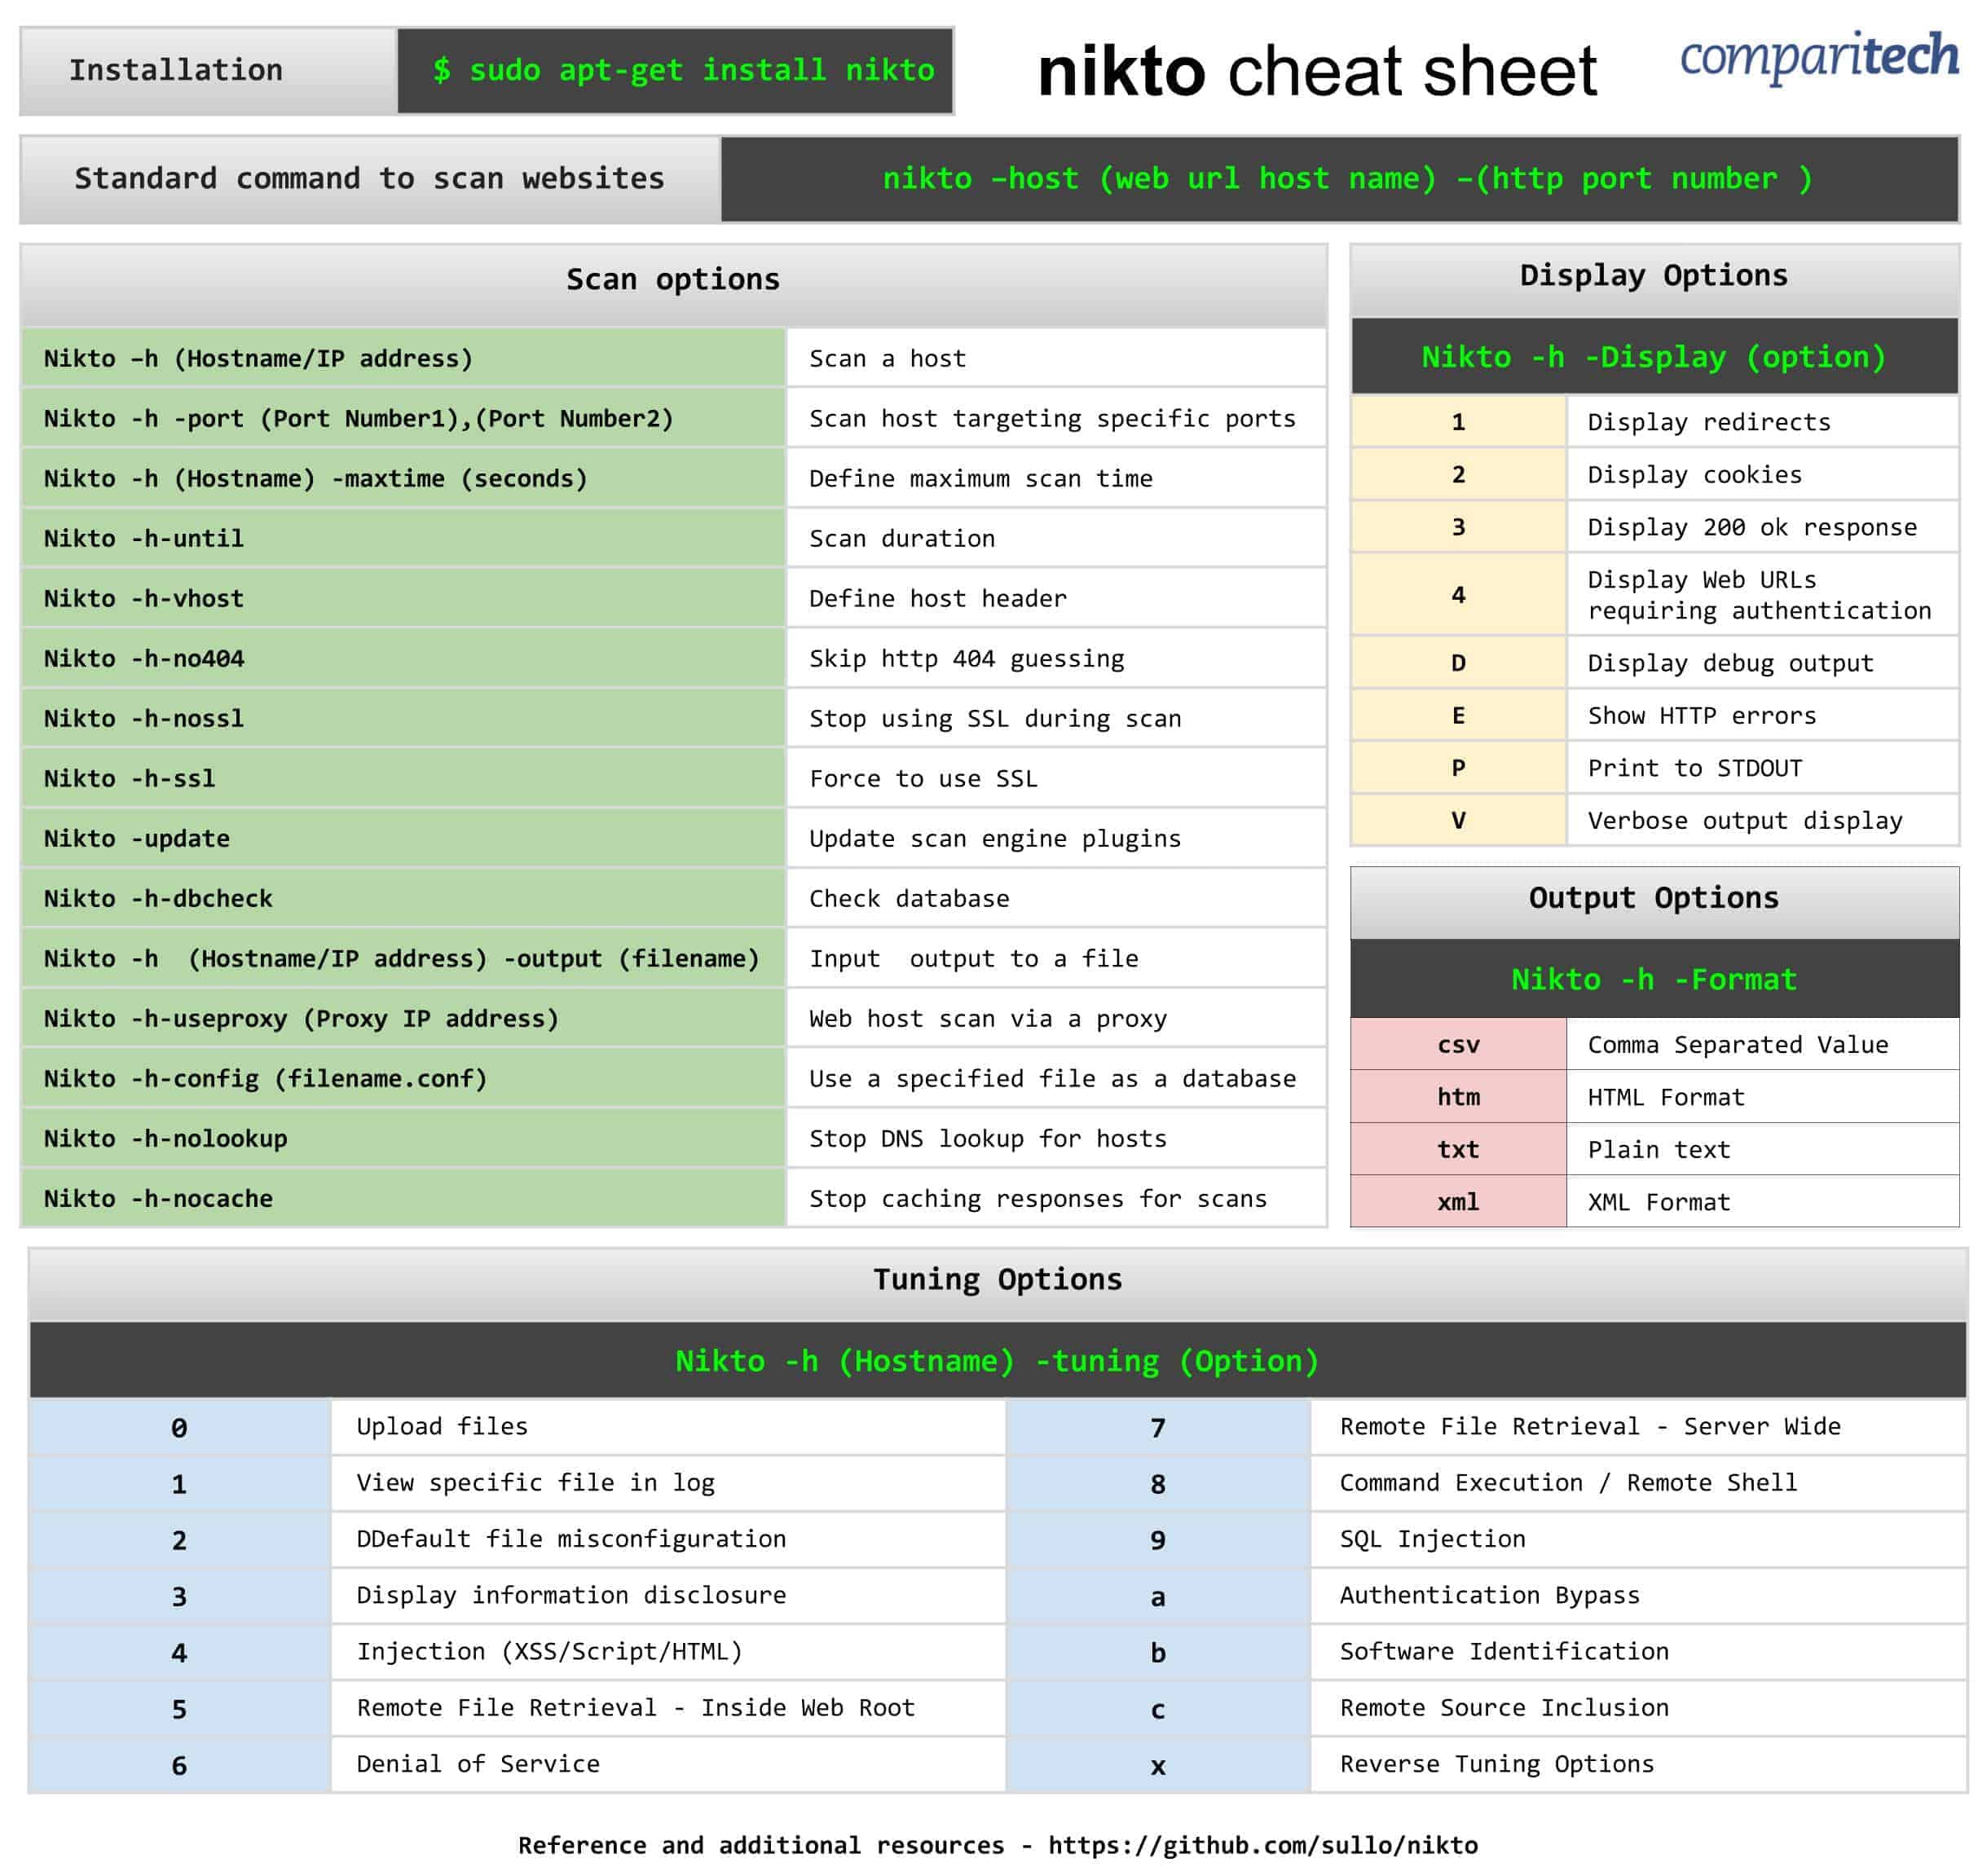 Installation
$ sudo apt-get install nikto
nikto cheat sheet
comparitech
Standard command to scan websites
nikto –host (web url host name) –(http port number )
Scan options
Nikto –h (Hostname/IP address)
Scan a host
Nikto -h -port (Port Number1),(Port Number2)
Scan host targeting specific ports
Nikto -h (Hostname) -maxtime (seconds)
Define maximum scan time
Nikto -h-until
Scan duration
Nikto -h-vhost
Define host header
Nikto -h-no404
Skip http 404 guessing
Nikto -h-nossl
Stop using SSL during scan
Nikto -h-ssl
Force to use SSL
Nikto -update
Update scan engine plugins
Nikto -h-dbcheck
Check database
Nikto -h  (Hostname/IP address) -output (filename)
Input  output to a file
Nikto -h-useproxy (Proxy IP address)
Web host scan via a proxy
Nikto -h-config (filename.conf)
Use a specified file as a database
Nikto -h-nolookup
Stop DNS lookup for hosts
Nikto -h-nocache
Stop caching responses for scans
Display Options
Nikto -h -Display (option)
1
Display redirects
2
Display cookies
3
Display 200 ok response
4
Display Web URLs
requiring authentication
D
Display debug output
E
Show HTTP errors
P
Print to STDOUT
V
Verbose output display
Output Options
Nikto -h -Format
csv
Comma Separated Value
htm
HTML Format
txt
Plain text
xml
XML Format
Tuning Options
Nikto -h (Hostname) -tuning (Option)
0
Upload files
7
Remote File Retrieval - Server Wide
1
View specific file in log
8
Command Execution / Remote Shell
2
DDefault file misconfiguration
9
SQL Injection
3
Display information disclosure
a
Authentication Bypass
4
Injection (XSS/Script/HTML)
b
Software Identification
5
Remote File Retrieval - Inside Web Root
c
Remote Source Inclusion
6
Denial of Service
x
Reverse Tuning Options
Reference and additional resources - https://github.com/sullo/nikto